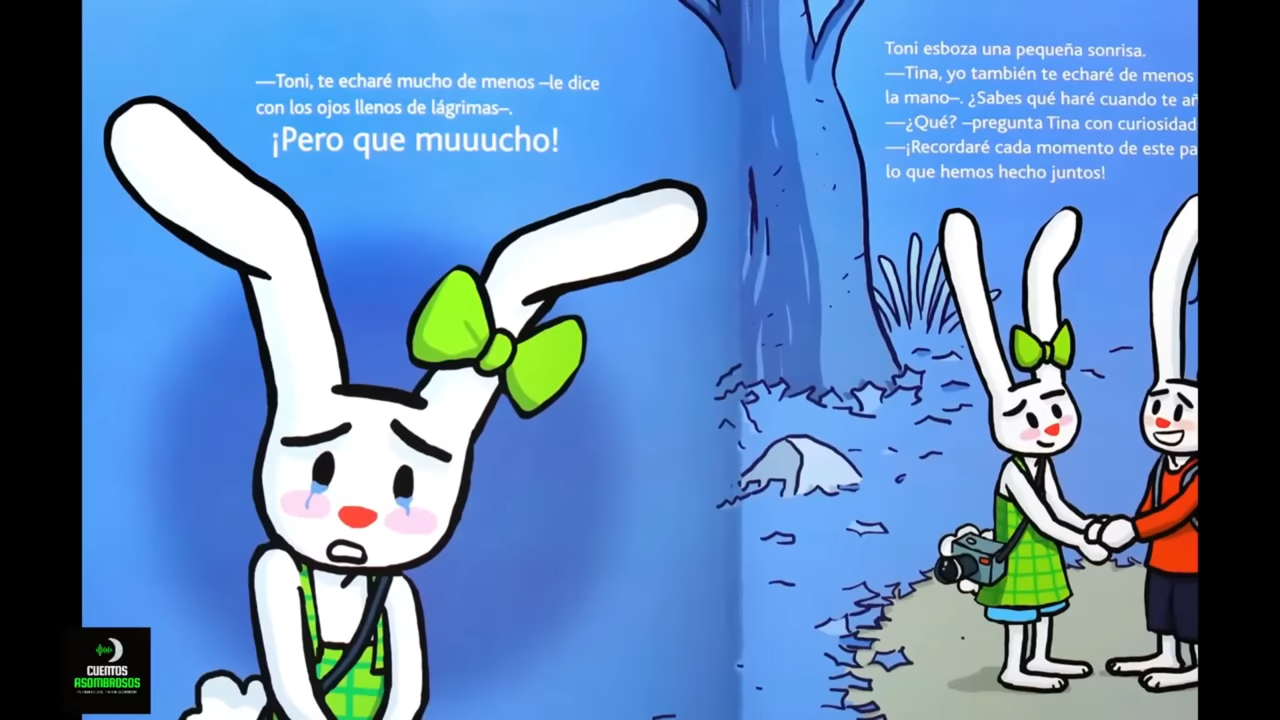 —Toni, te echaré mucho de menos –le dice
con los ojos llenos de lágrimas–.
¡Pero que muuucho!
Toni esboza una pequeña sonrisa.
—Tina, yo también te echaré de menos
la mano–. ¿Sabes qué haré cuando te
—¿Qué? –pregunta Tina con curiosidad
—¡Recordaré cada momento de este
lo que hemos hecho juntos!
CUENTOS
ASOMBROSOS